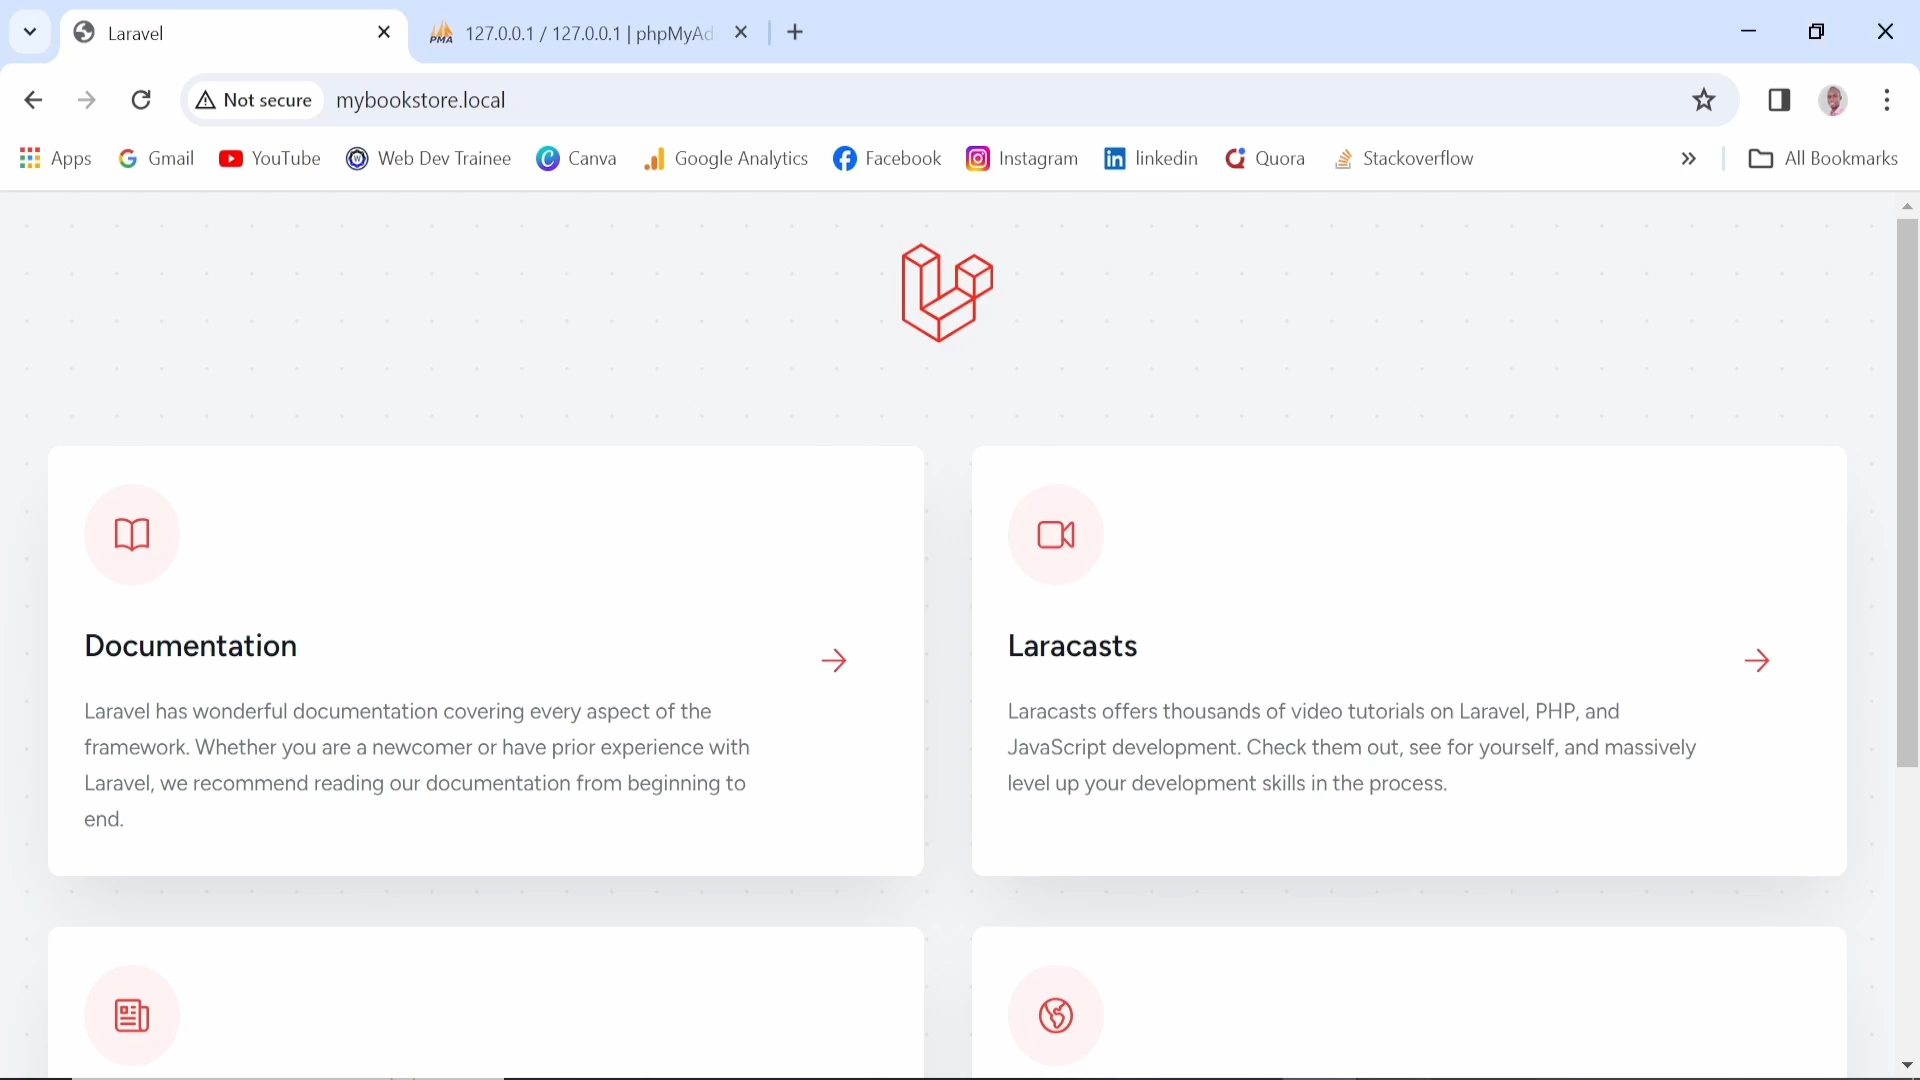 Laravel
127.0.0.1 / 127.0.0.1 | phpMyAd
Not secure
mybookstore.local
Apps
Gmail
YouTube
Web Dev Trainee
Canva
Google Analytics
Facebook
Instagram
linkedin
Quora
Stackoverflow
All Bookmarks
Documentation
Laravel has wonderful documentation covering every aspect of the
framework. Whether you are a newcomer or have prior experience with
Laravel, we recommend reading our documentation from beginning to
end.
Laracasts
Laracasts offers thousands of video tutorials on Laravel, PHP, and
JavaScript development. Check them out, see for yourself, and massively
level up your development skills in the process.